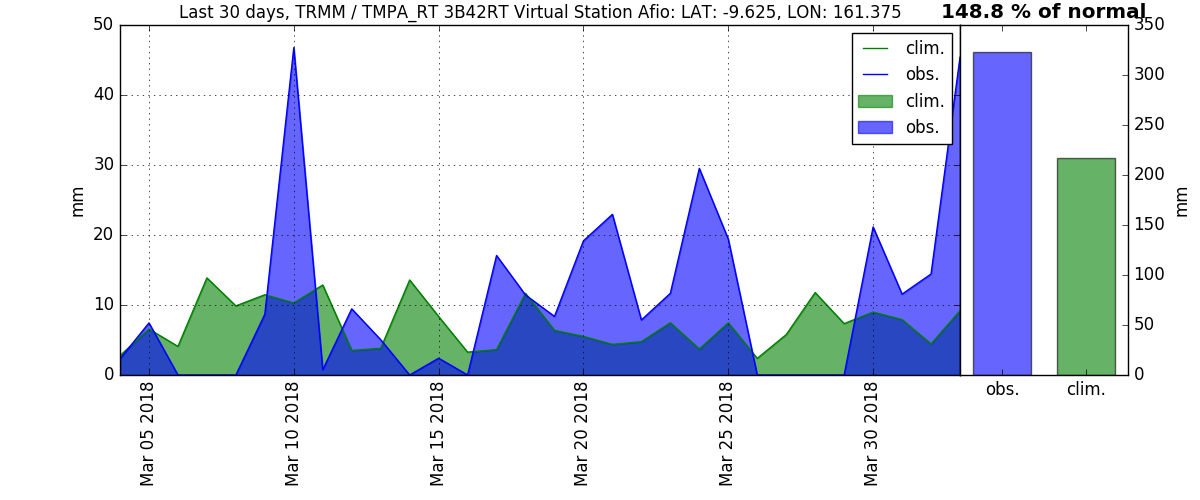 Last 30 days, TRMM / TMPA_RT 3B42RT Virtual Station Afio: LAT: -9.625, LON: 161.375
148.8 % of normal
50
40
30
20
10
0
mm
clim.
obs.
clim.
obs.
350
300
250
200
150
100
50
0
mm
obs.
clim.
Mar 05 2018
Mar 10 2018
Mar 15 2018
Mar 20 2018
Mar 25 2018
Mar 30 2018